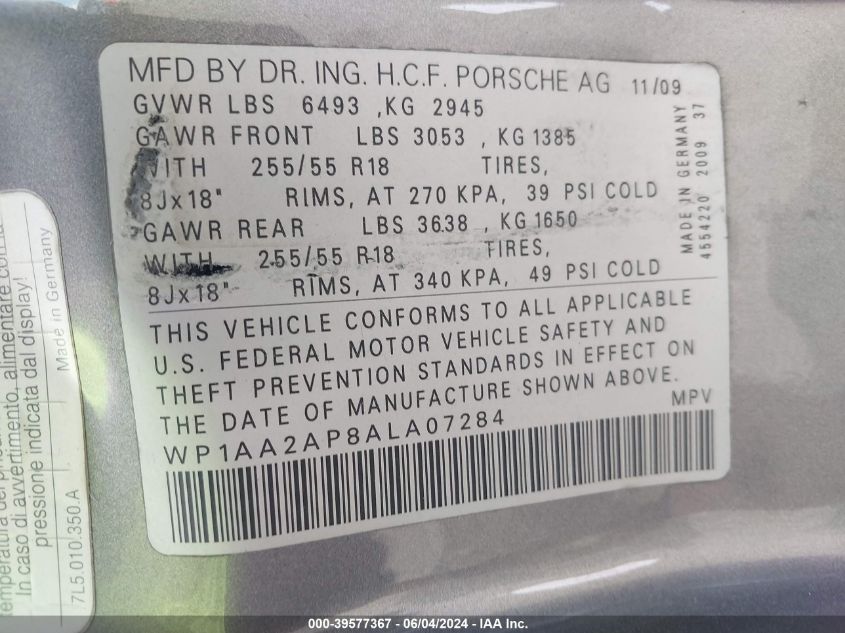 MFD BY DR. ING. H.C.F. PORSCHE AG 11/09
GVWR LBS 6493 ,KG 2945
GAWR FRONT LBS 3053 , KG 1385
WITH 255/55 R18 TIRES,
8Jx18" RIMS, AT 270 KPA, 39 PSI COLD
GAWR REAR LBS 3638 , KG 1650
WITH 255/55 R18 TIRES,
8Jx18" RIMS, AT 340 KPA, 49 PSI COLD
THIS VEHICLE CONFORMS TO ALL APPLICABLE
U.S. FEDERAL MOTOR VEHICLE SAFETY AND
THEFT PREVENTION STANDARDS IN EFFECT ON
THE DATE OF MANUFACTURE SHOWN ABOVE.
WP1AA2AP8ALA07284 MPV
MADE IN GERMANY
4554220 2009 37
In caso di avvertimento, alimentare con la
pressione indicata dal display!
Made in Germany
7L5.010.350.A
000-39577367 - 06/04/2024 - IAA Inc.